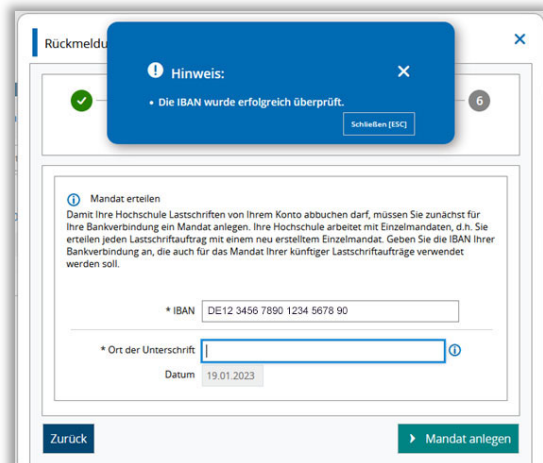 Rückmeldu
Hinweis:
• Die IBAN wurde erfolgreich überprüft.
Schließen [ESC]
6
Mandat erteilen
Damit Ihre Hochschule Lastschriften von Ihrem Konto abbuchen darf, müssen Sie zunächst für
Ihre Bankverbindung ein Mandat anlegen. Ihre Hochschule arbeitet mit Einzelmandaten, d.h. Sie
erteilen jeden Lastschriftauftrag mit einem neu erstelltem Einzelmandat. Geben Sie die IBAN Ihrer
Bankverbindung an, die auch für das Mandat Ihrer künftiger Lastschriftaufträge verwendet
werden soll.
* IBAN DE12 3456 7890 1234 5678 90
* Ort der Unterschrift
Datum 19.01.2023
Zurück
Mandat anlegen